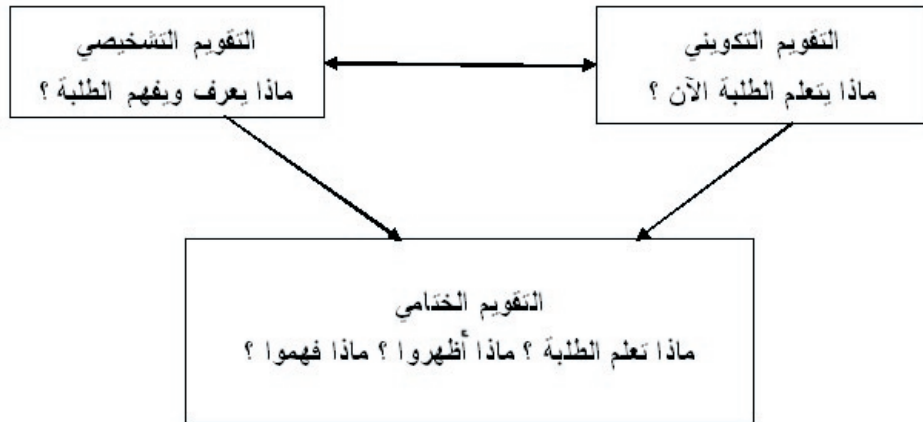 التقويم التكويني
ماذا يتعلم الطلبة الآن ؟
التقويم التشخيصي
ماذا يعرف ويفهم الطلبة ؟
التقويم الختامي
ماذا تعلم الطلبة ؟ ماذا أظهروا ؟ ماذا فهموا ؟